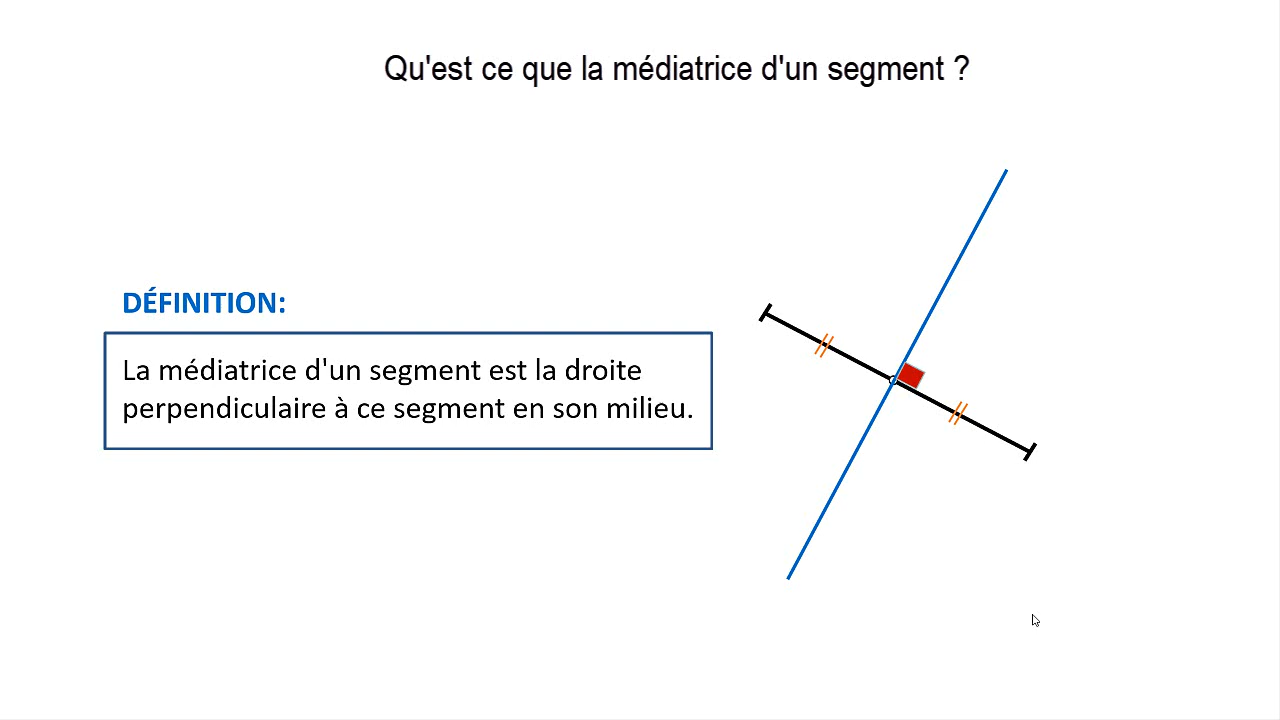 Qu'est ce que la médiatrice d'un segment ?
DÉFINITION:
La médiatrice d'un segment est la droite
perpendiculaire à ce segment en son milieu.